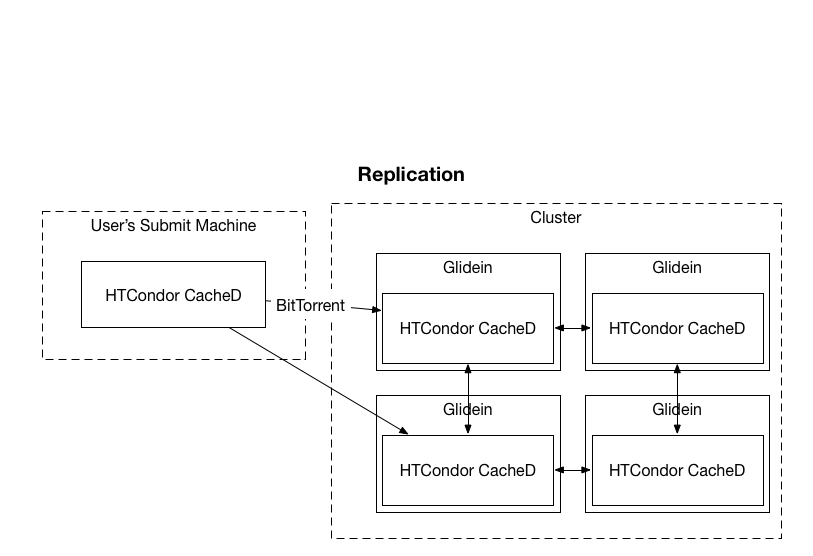 Replication
User's Submit Machine
HTCondor CacheD
BitTorrent
Cluster
Glidein
HTCondor CacheD
Glidein
HTCondor CacheD
Glidein
HTCondor CacheD
Glidein
HTCondor CacheD